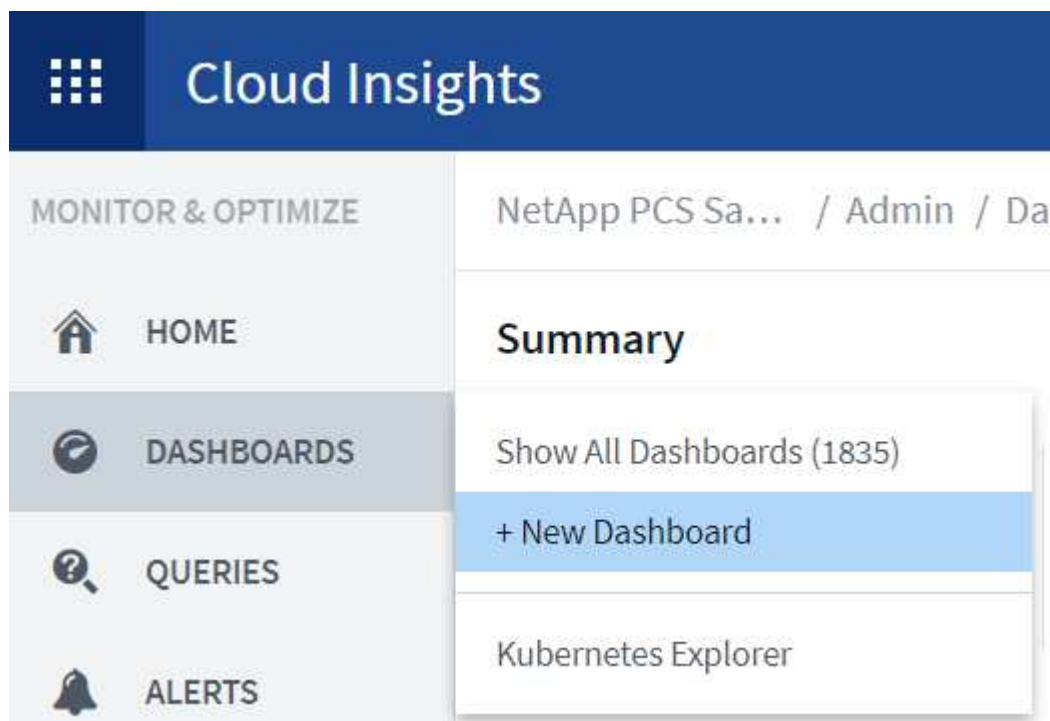 Cloud Insights
MONITOR & OPTIMIZE
NetApp PCS Sa... / Admin / Da
HOME
Summary
DASHBOARDS
Show All Dashboards (1835)
+ New Dashboard
QUERIES
Kubernetes Explorer
ALERTS